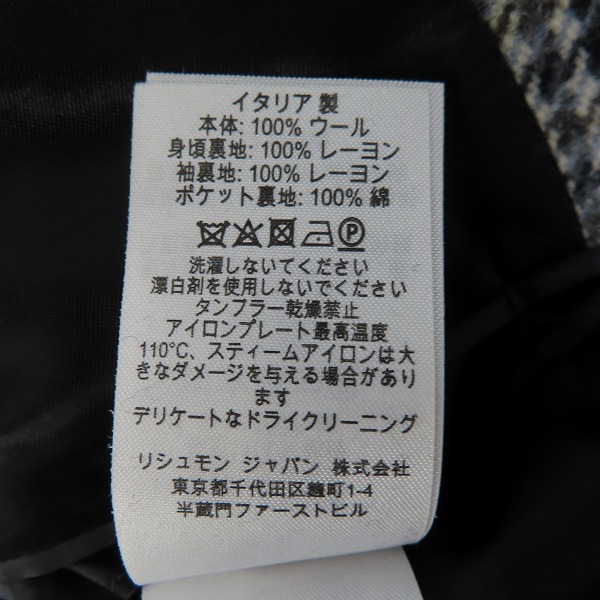 イタリア 製
本体: 100% ウール
身頃裏地: 100% レーヨン
袖裏地: 100% レーヨン
ポケット裏地: 100% 綿
P
洗濯しないてください
漂白剤を使用しないでください
タンブラー乾燥禁止
アイロンプレート最高温度
110°C、スティームアイロンは大
きなダメージを与える場合があり
ます
デリケートなドライクリーニング
リシュモン ジャパン 株式会社
東京都千代田区麹町1-4
半蔵門ファーストビル